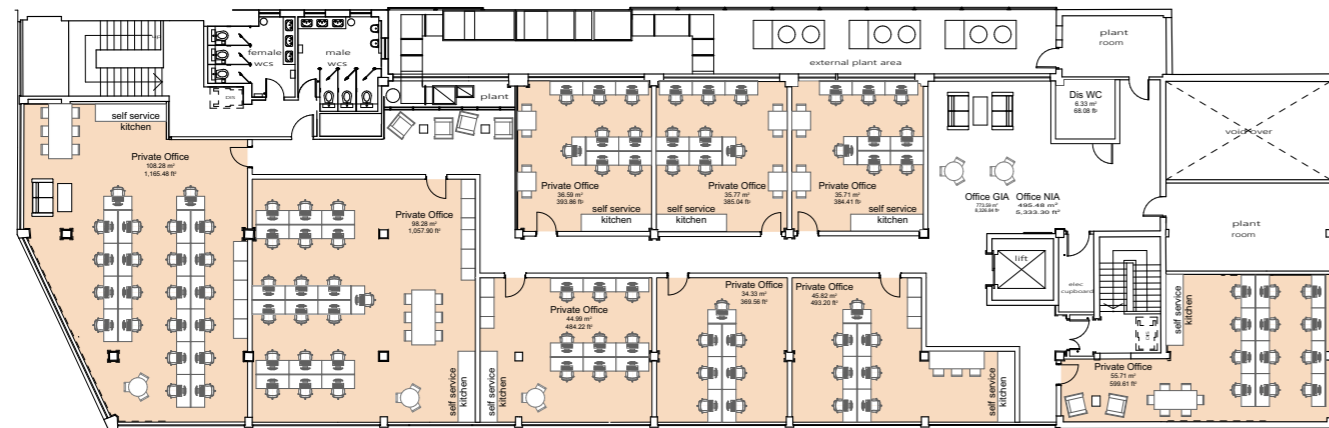 female
wcs
male
wcs
DIS
plant
external plant area
plant
room
Dis WC
6.33 m²
68.08 ft²
void over
self service
kitchen
Private Office
108.28 m²
1,165.48 ft²
Private Office
98.28 m²
1,057.90 ft²
self service
kitchen
Private Office
36.59 m²
393.86 ft²
self service
kitchen
Private Office
35.77 m²
385.04 ft²
self service
kitchen
Private Office
35.71 m²
384.41 ft²
self service
kitchen
Office GIA
Office NIA
495.48 m²
5,333.30 ft²
plant
room
lift
elec
cupboard
Private Office
44.99 m²
484.22 ft²
self service
kitchen
Private Office
34.33 m²
369.56 ft²
Private Office
45.82 m²
493.20 ft²
self service
kitchen
self service
kitchen
Private Office
55.71 m²
599.61 ft²